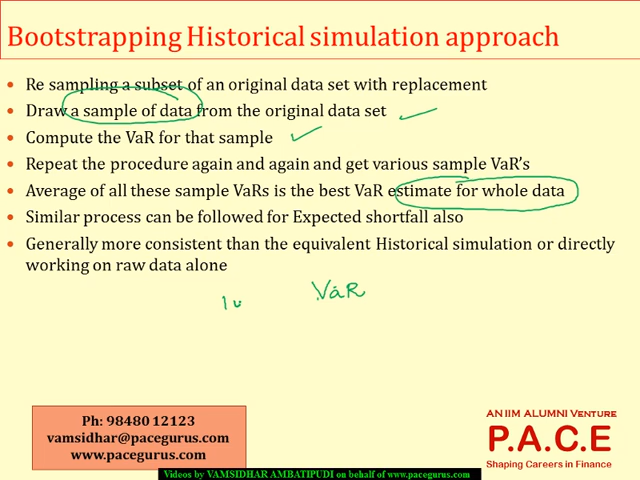 Bootstrapping Historical simulation approach
• Re sampling a subset of an original data set with replacement
• Draw a sample of data from the original data set
• Compute the VaR for that sample
• Repeat the procedure again and again and get various sample VaR's
• Average of all these sample VaRs is the best VaR estimate for whole data
• Similar process can be followed for Expected shortfall also
• Generally more consistent than the equivalent Historical simulation or directly
working on raw data alone
VaR
Ph: 98480 12123
vamsidhar@pacegurus.com
www.pacegurus.com
AN IIM ALUMNI VENTURE
P.A.C.E
Shaping Careers in Finance
Videos by VAMSIDHAR AMBATIPUDI on behalf of www.pacegurus.com